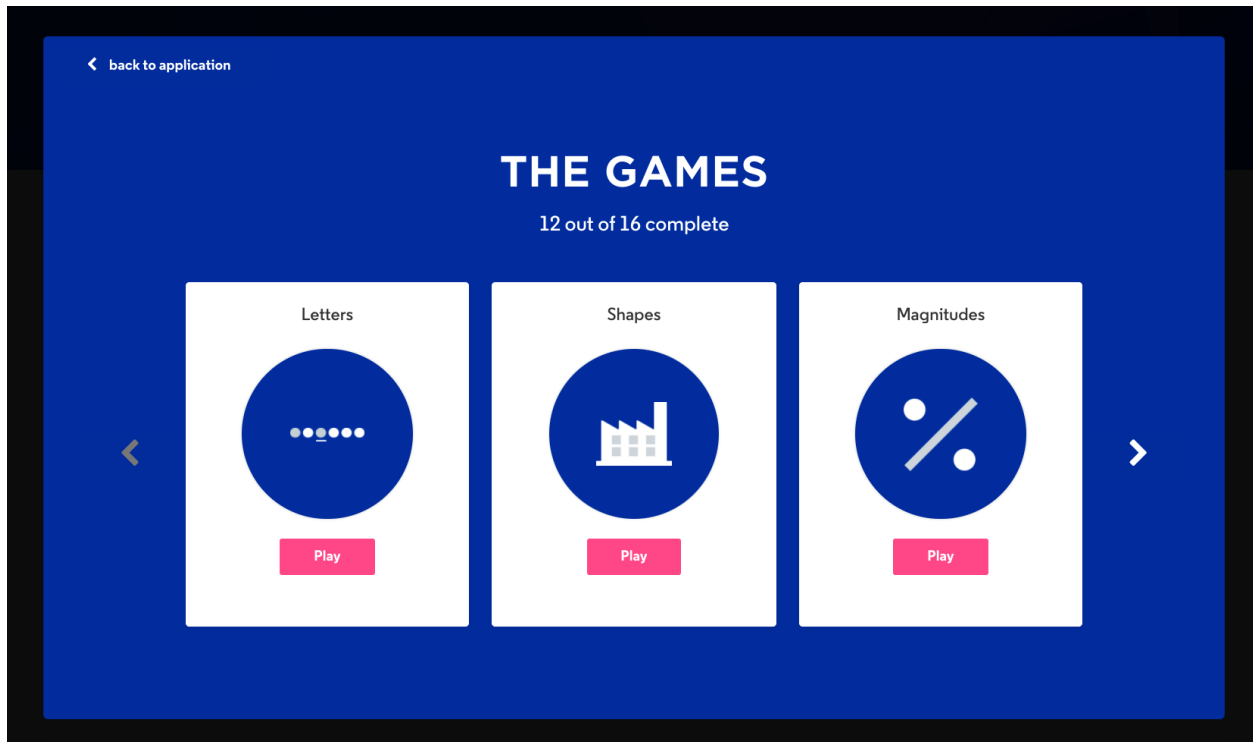 back to application
THE GAMES
12 out of 16 complete
Letters
Shapes
Magnitudes
Play
Play
Play